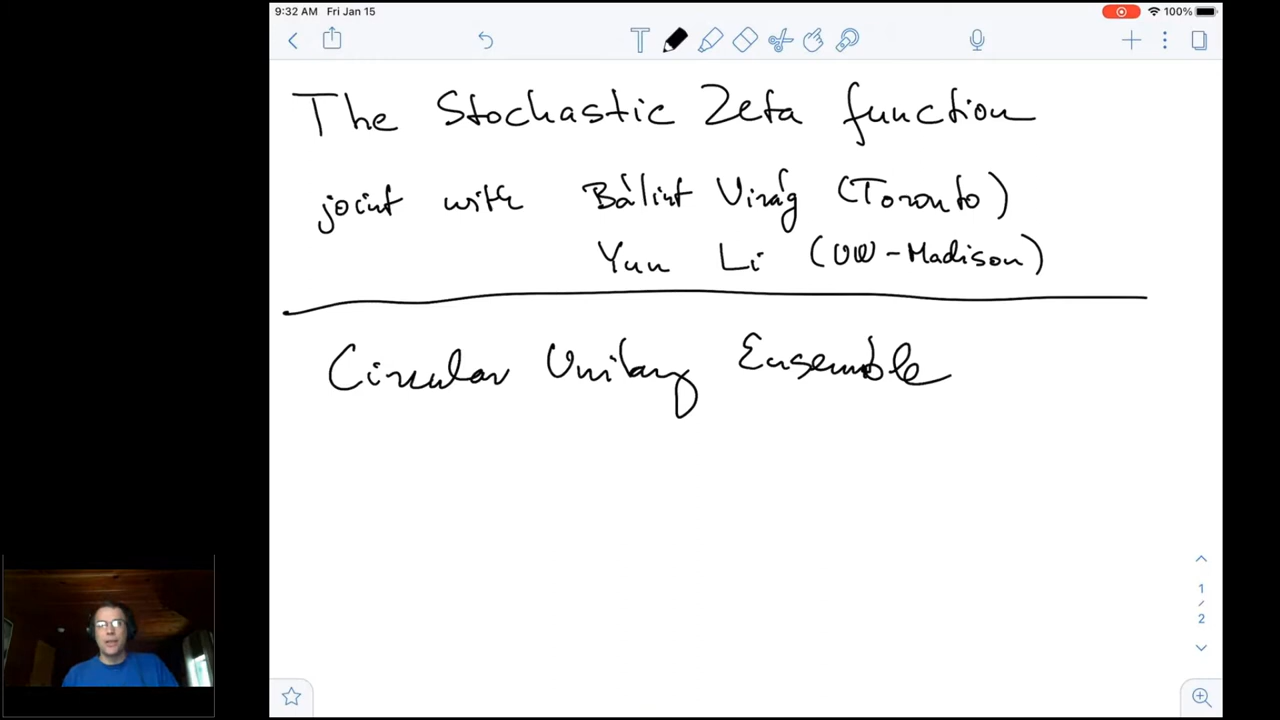 9:32 AM Fri Jan 15
100%
The Stochastic Zeta function
joint with Bálint Virág (Toronto)
Yun Li (UW-Madison)
Circular Unitary Ensemble
1
/
2